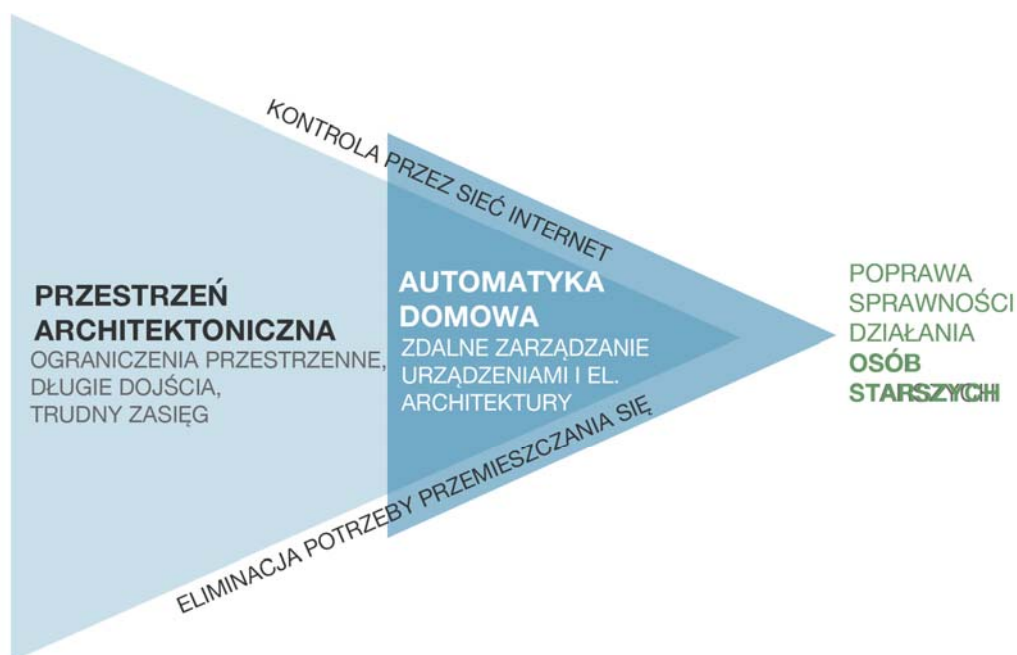 KONTROLA PRZEZ SIEĆ INTERNET
PRZESTRZEŃ
ARCHITEKTONICZNA
OGRANICZENIA PRZESTRZENNE,
DŁUGIE DOJŚCIA,
TRUDNY ZASIĘG
AUTOMATYKA
DOMOWA
ZDALNE ZARZĄDZANIE
URZĄDZENIAMI I EL.
ARCHITEKTURY
POPRAWA
SPRAWNOŚCI
DZIAŁANIA
OSÓB
STARSZYCH
ELIMINACJA POTRZEBY PRZEMIESZCZANIA SIĘ